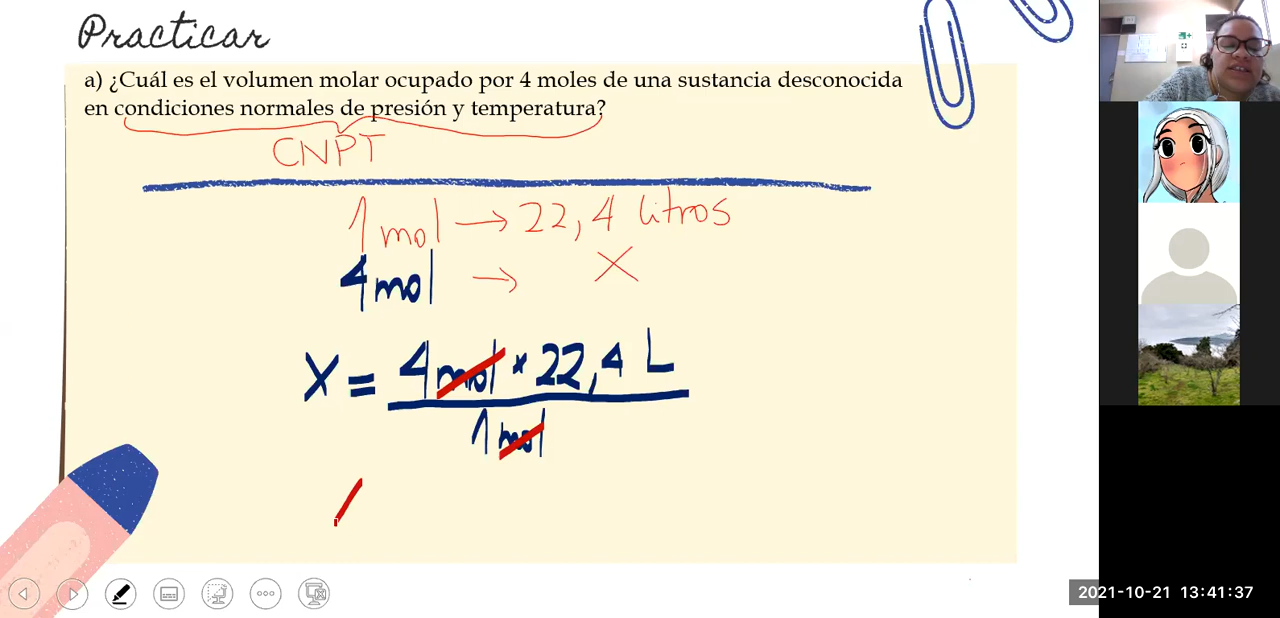 Practicar
a) ¿Cuál es el volumen molar ocupado por 4 moles de una sustancia desconocida
en condiciones normales de presión y temperatura?
CNPT
1 mol → 22,4 litros
4 mol → X
X = 4 mol * 22,4 L
1 mol
2021-10-21 13:41:37